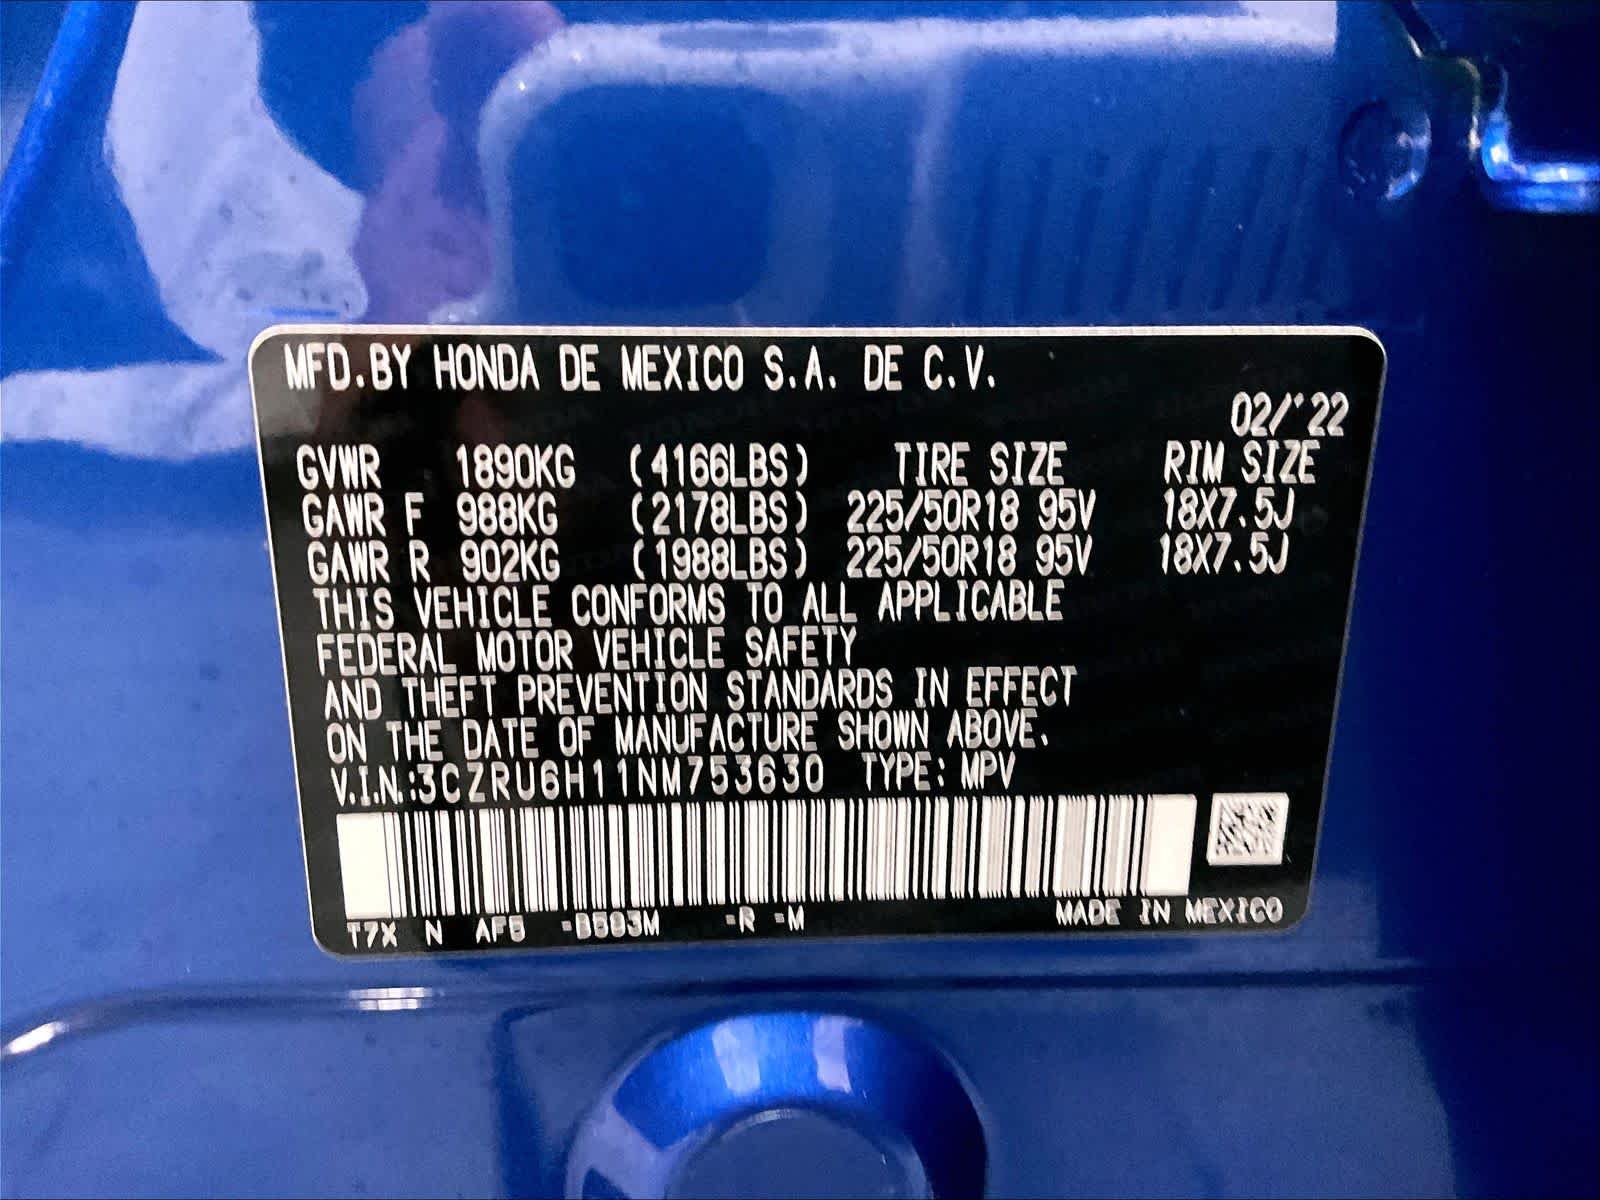 MFD.BY HONDA DE MEXICO S.A. DE C.V.
02/'22
GVWR 1890KG (4166LBS) TIRE SIZE RIM SIZE
GAWR F 988KG (2178LBS) 225/50R18 95V 18X7.5J
GAWR R 902KG (1988LBS) 225/50R18 95V 18X7.5J
THIS VEHICLE CONFORMS TO ALL APPLICABLE
FEDERAL MOTOR VEHICLE SAFETY
AND THEFT PREVENTION STANDARDS IN EFFECT
ON THE DATE OF MANUFACTURE SHOWN ABOVE.
V.I.N.:3CZRU6H11NM753630 TYPE: MPV
T7X N AF5 -B593M -R -M MADE IN MEXICO